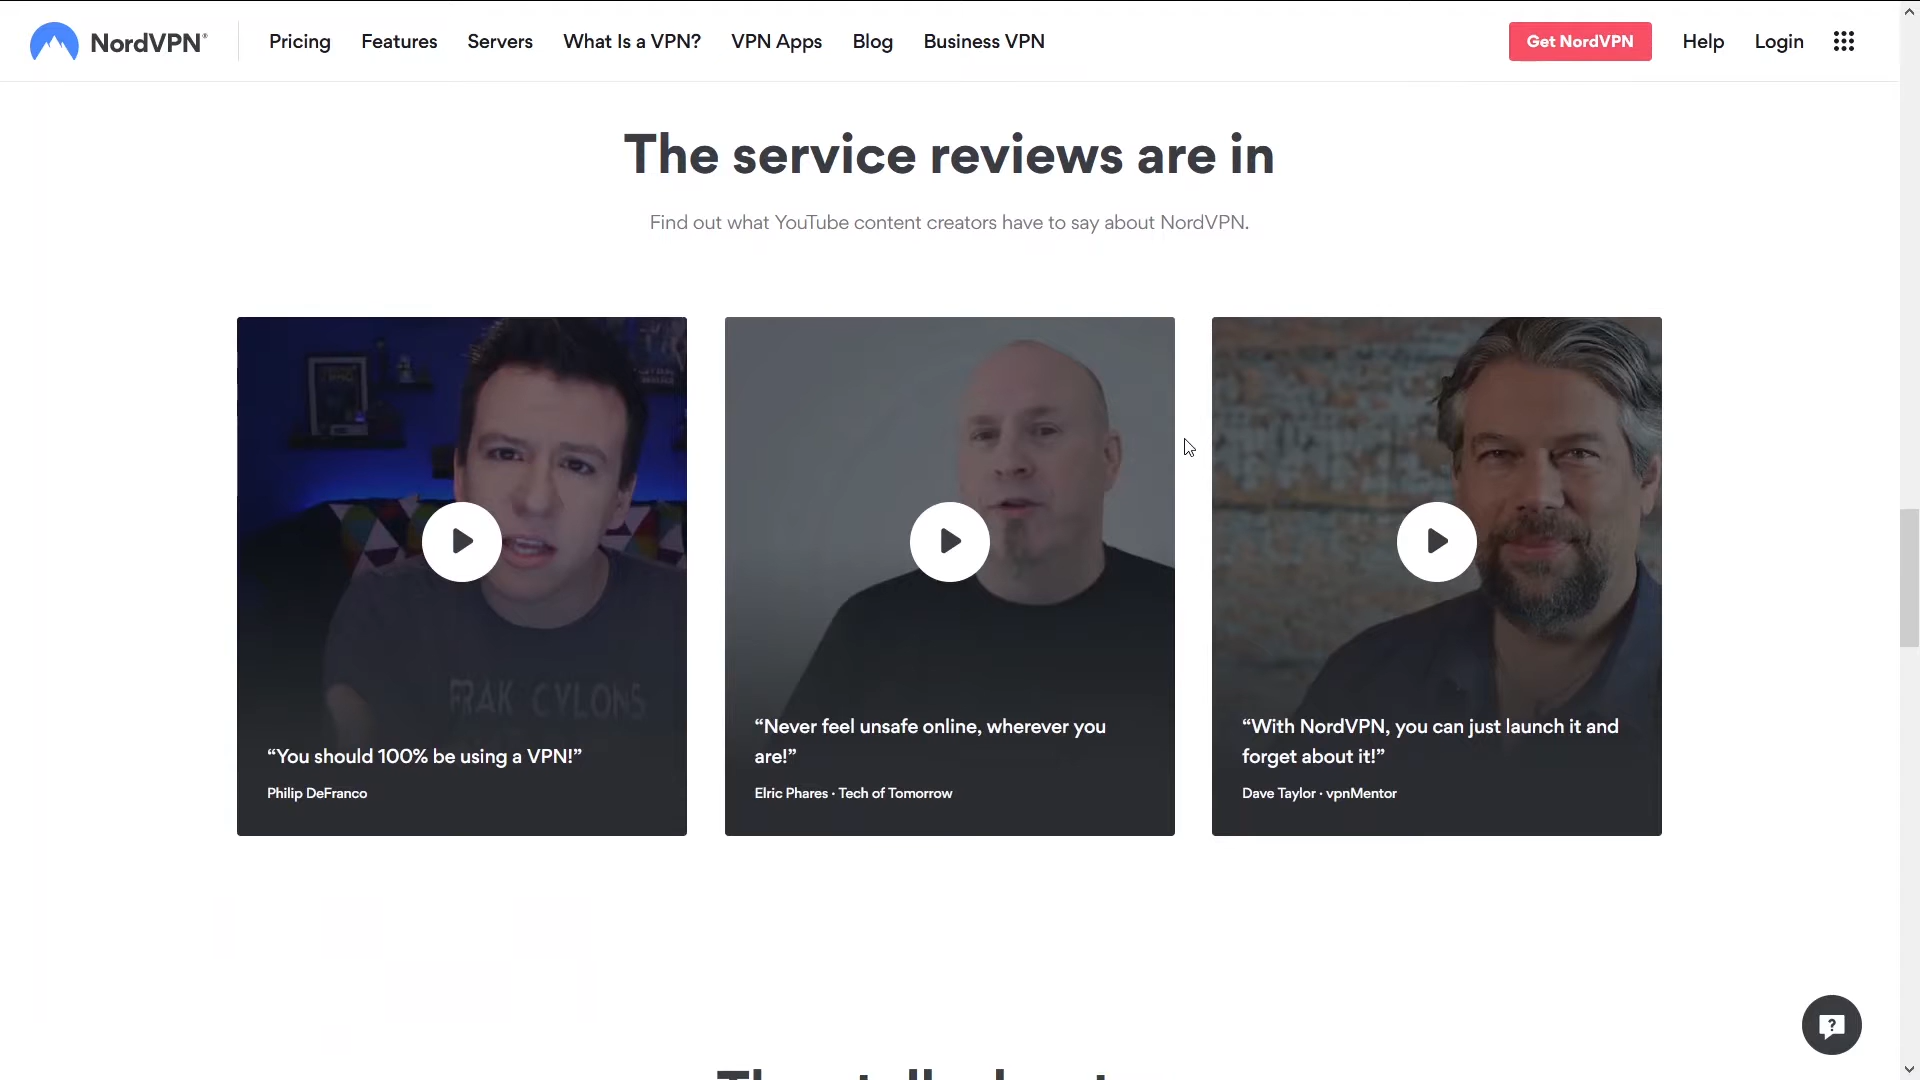 NordVPN®
Pricing
Features
Servers
What Is a VPN?
VPN Apps
Blog
Business VPN
Get NordVPN
Help
Login
The service reviews are in
Find out what YouTube content creators have to say about NordVPN.
FRAK CYLONS
“You should 100% be using a VPN!”
Philip DeFranco
“Never feel unsafe online, wherever you
are!”
Elric Phares · Tech of Tomorrow
“With NordVPN, you can just launch it and
forget about it!”
Dave Taylor · vpnMentor
?